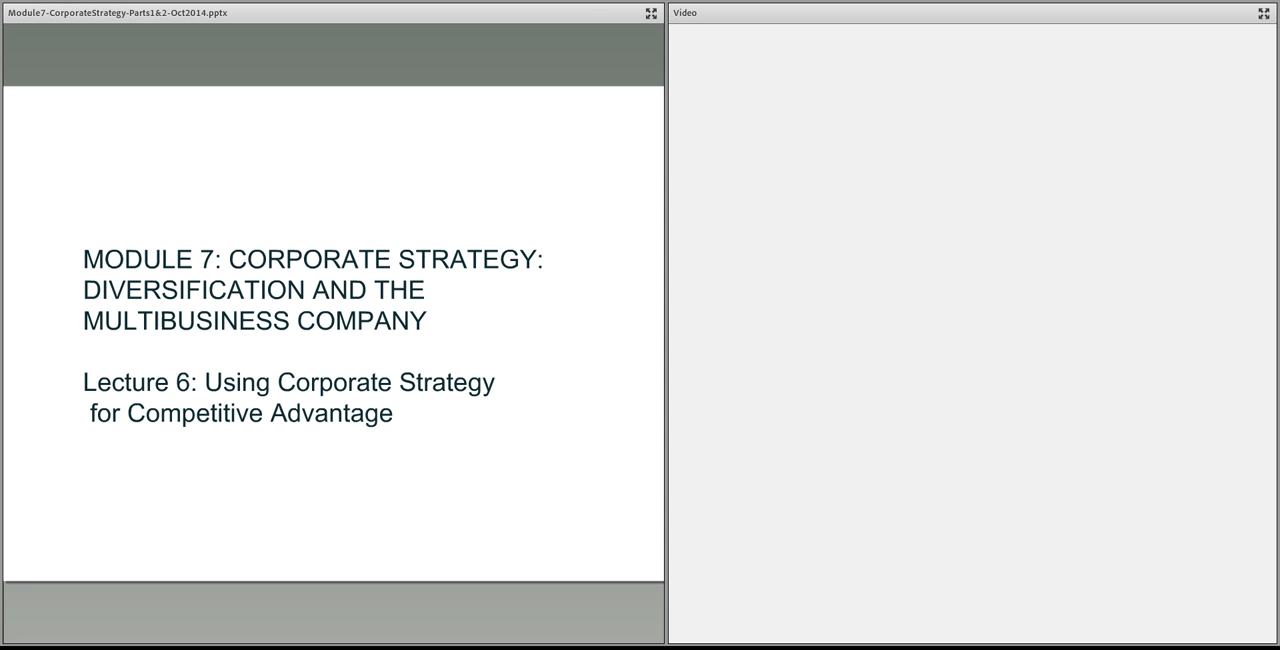 Module7-CorporateStrategy-Parts1&2-Oct2014.pptx
Video
MODULE 7: CORPORATE STRATEGY:
DIVERSIFICATION AND THE
MULTIBUSINESS COMPANY
Lecture 6: Using Corporate Strategy
for Competitive Advantage